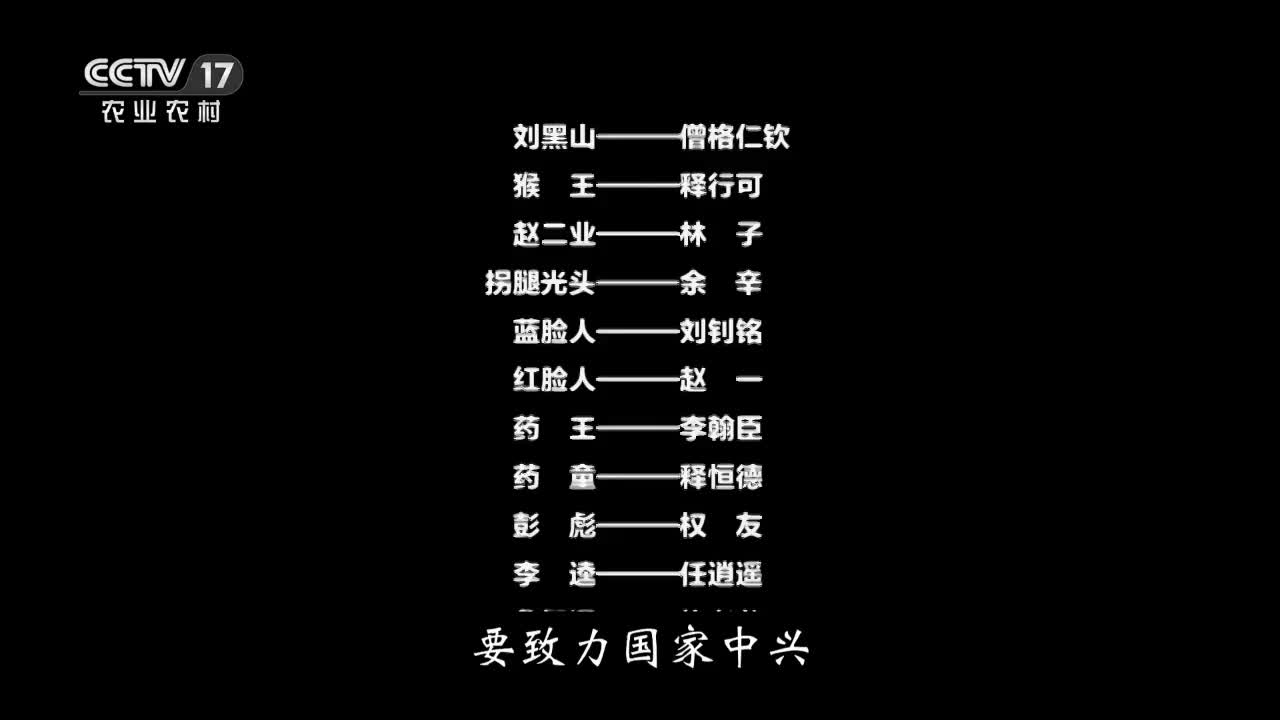 CCTV 17
农业农村
刘黑山——僧格仁钦
猴 王——释行可
赵二业——林 子
拐腿光头——余 辛
蓝脸人——刘钊铭
红脸人——赵 一
药 王——李翰臣
药 童——释恒德
彭 彪——权 友
李 逵——任逍遥
要致力国家中兴